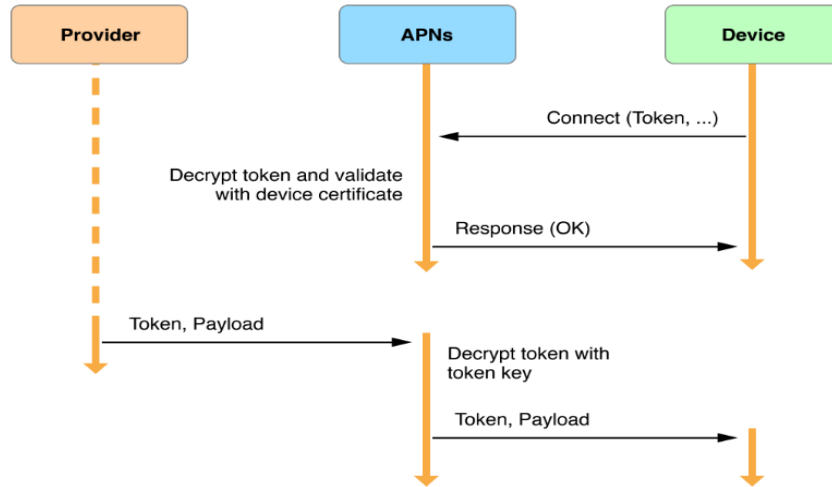 Provider
APNs
Device
Connect (Token, ...)
Decrypt token and validate
with device certificate
Response (OK)
Token, Payload
Decrypt token with
token key
Token, Payload